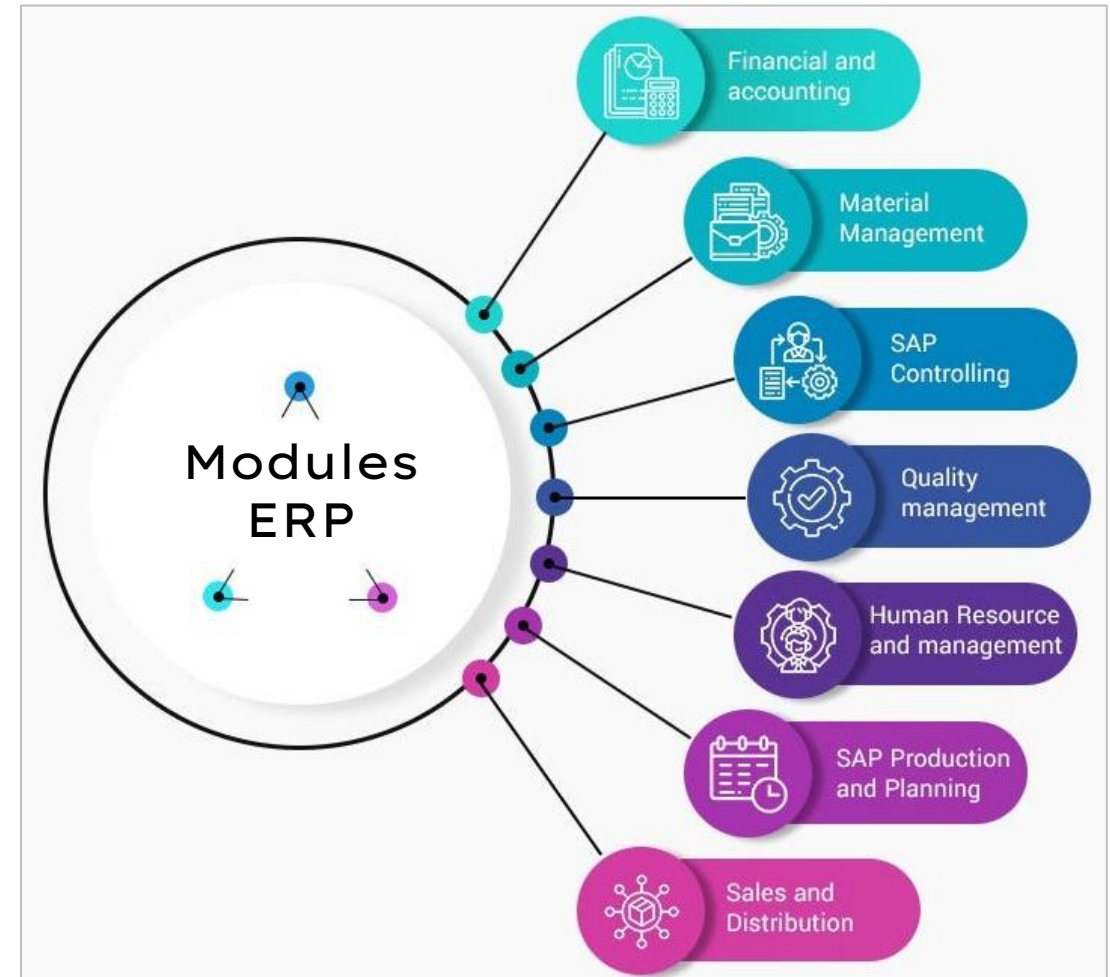 Financial and
accounting
Material
Management
SAP
Controlling
Modules
ERP
Quality
management
Human Resource
and management
SAP Production
and Planning
Sales and
Distribution